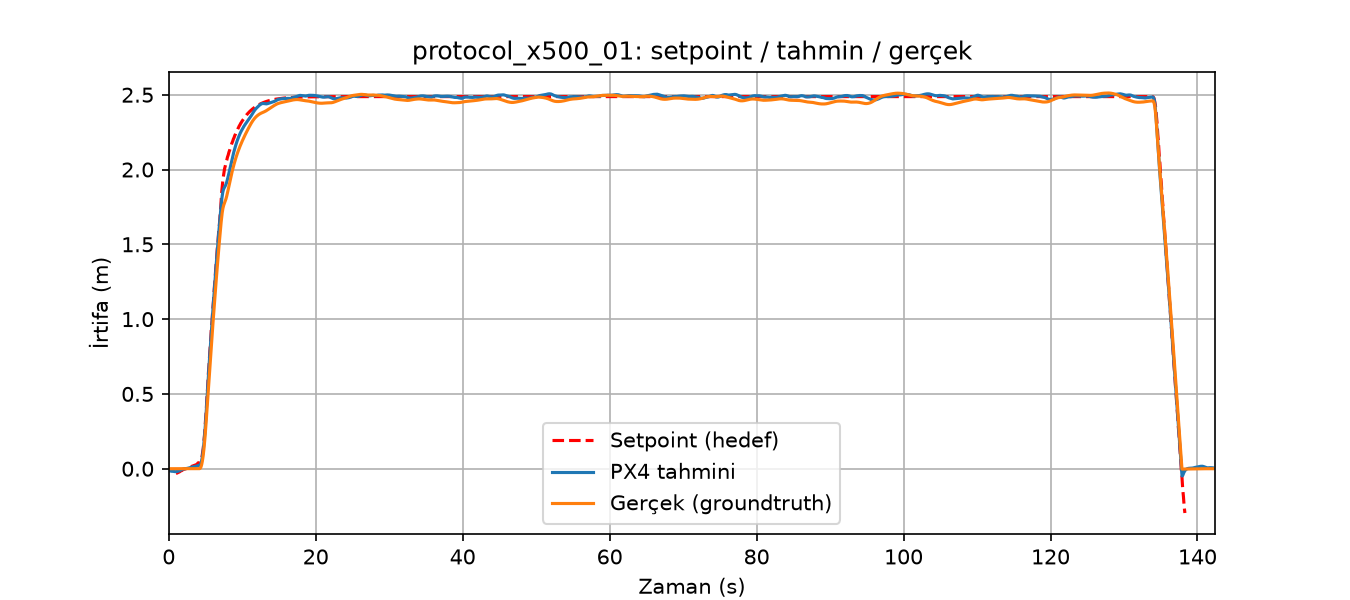 protocol_x500_01: setpoint / tahmin / gerçek
İrtifa (m)
2.5
2.0
1.5
1.0
0.5
0.0
Setpoint (hedef)
PX4 tahmini
Gerçek (groundtruth)
0 20 40 60 80 100 120 140
Zaman (s)